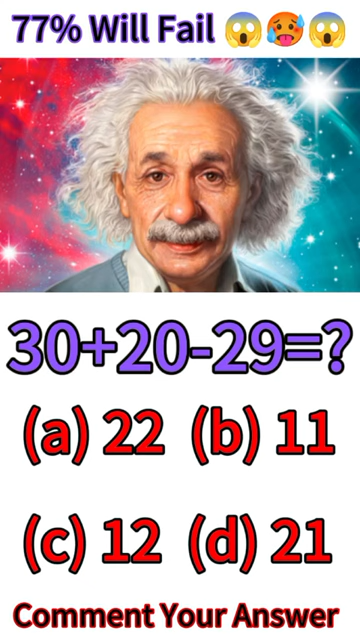 77% Will Fail 😱🥵😱
30+20-29=?
(a) 22 (b) 11
(c) 12 (d) 21
Comment Your Answer